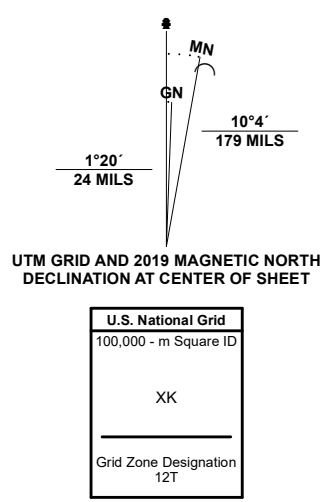 MN
GN
10°4´
179 MILS
1°20´
24 MILS
UTM GRID AND 2019 MAGNETIC NORTH
DECLINATION AT CENTER OF SHEET
U.S. National Grid
100,000 - m Square ID
XK
Grid Zone Designation
12T